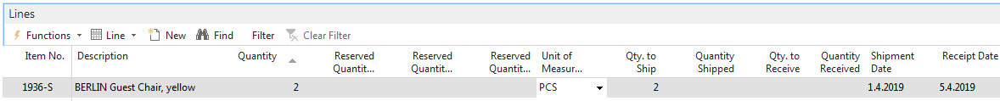 Lines
Functions Line New Find Filter Clear Filter
Item No. Description Quantity Reserved Quantit... Reserved Quantit... Reserved Quantit... Unit of Measur... Qty. to Ship Quantity Shipped Qty. to Receive Quantity Received Shipment Date Receipt Date
1936-S BERLIN Guest Chair, yellow 2 PCS 2 1.4.2019 5.4.2019